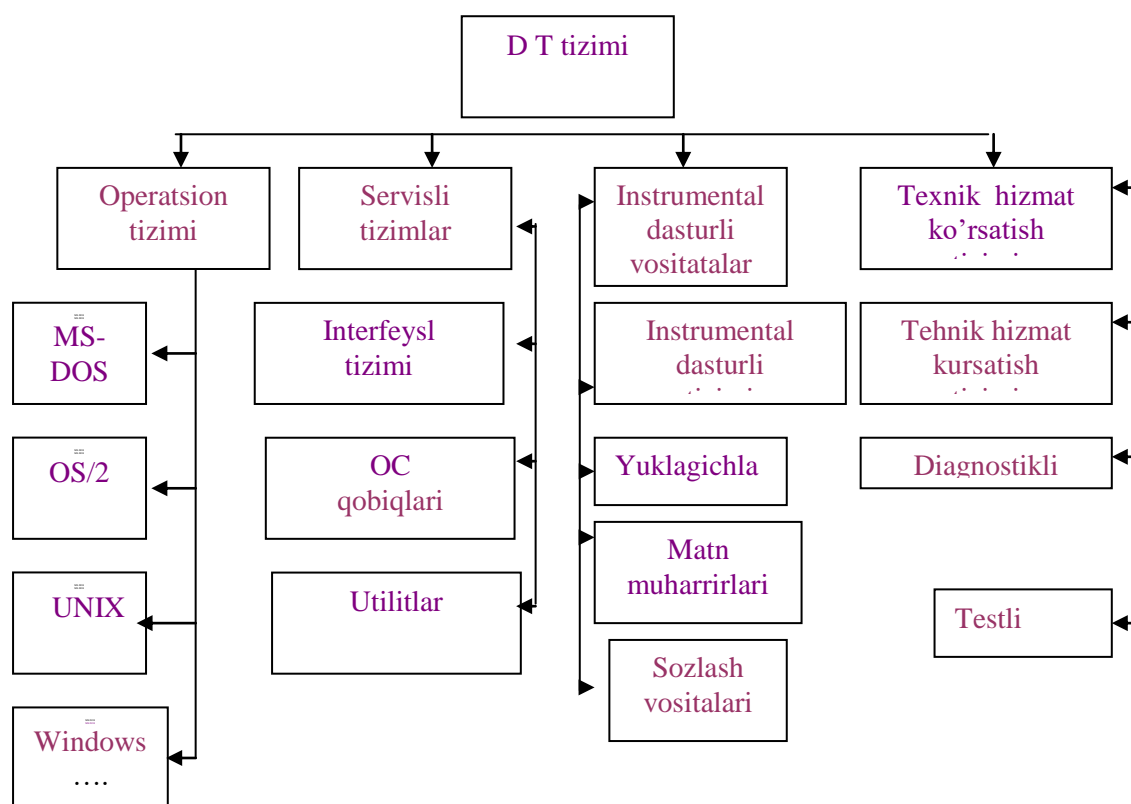 D T tizimi
Operatsion
tizimi
Servisli
tizimlar
Instrumental
dasturli
vositatalar
Texnik hizmat
ko’rsatish
MS-
DOS
Interfeysl
tizimi
Instrumental
dasturli
Tehnik hizmat
kursatish
OS/2
OC
qobiqlari
Yuklagichla
Diagnostikli
Matn
muharrirlari
UNIX
Utilitlar
Testli
Sozlash
vositalari
Windows
….